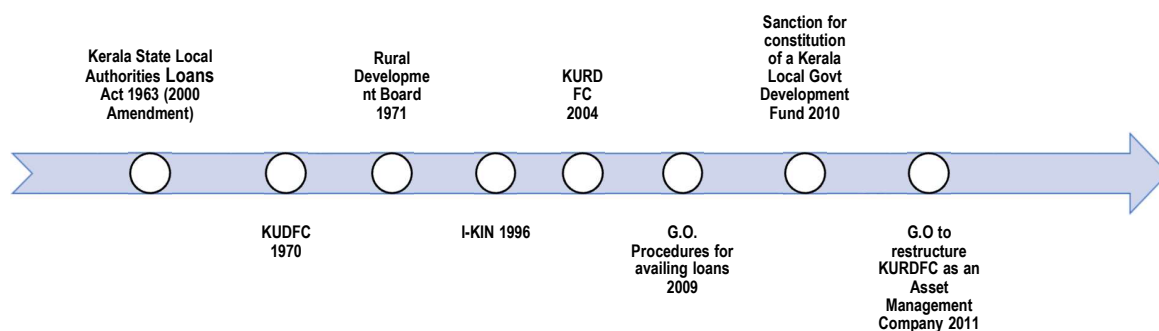 Kerala State Local
Authorities Loans
Act 1963 (2000
Amendment)
KUDFC
1970
Rural
Developme
nt Board
1971
I-KIN 1996
KURD
FC
2004
G.O.
Procedures for
availing loans
2009
Sanction for
constitution
of a Kerala
Local Govt
Development
Fund 2010
G.O to
restructure
KURDFC as an
Asset
Management
Company 2011